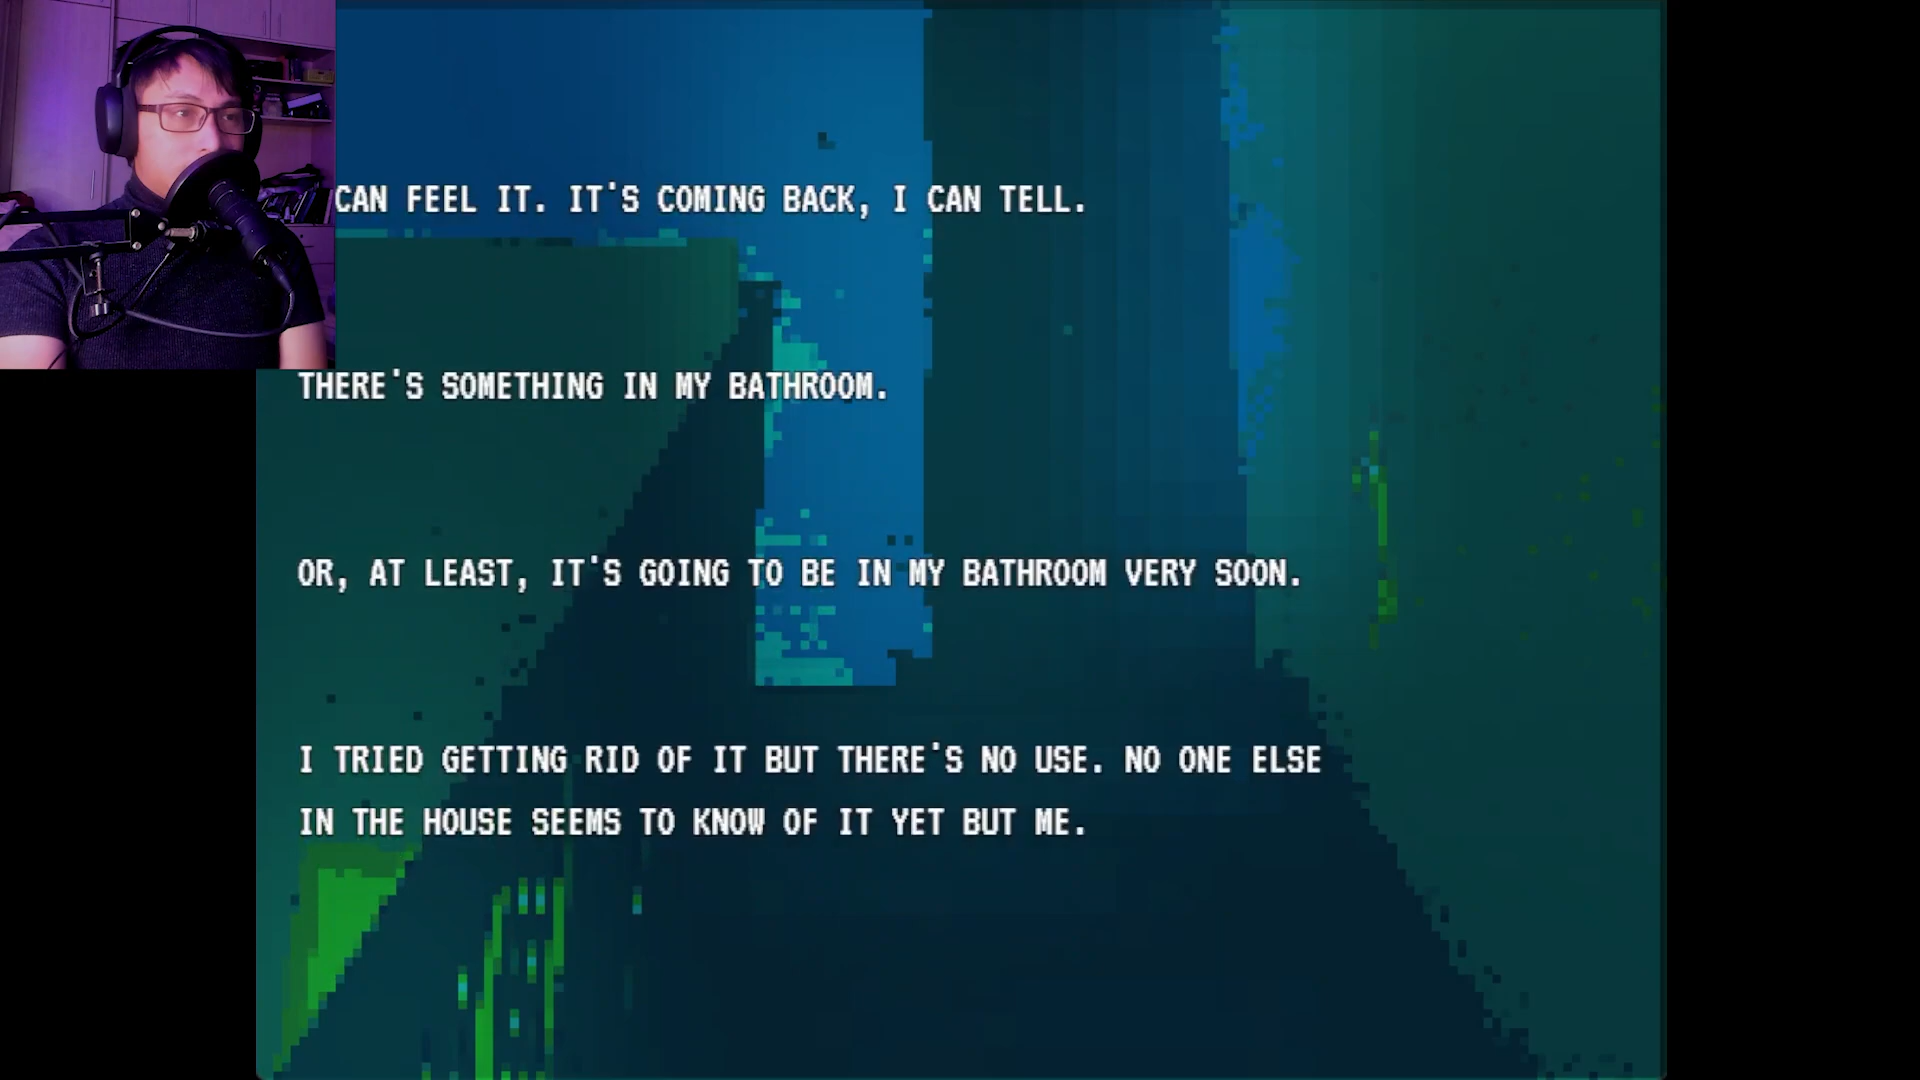 CAN FEEL IT. IT'S COMING BACK, I CAN TELL.
THERE'S SOMETHING IN MY BATHROOM.
OR, AT LEAST, IT'S GOING TO BE IN MY BATHROOM VERY SOON.
I TRIED GETTING RID OF IT BUT THERE'S NO USE. NO ONE ELSE
IN THE HOUSE SEEMS TO KNOW OF IT YET BUT ME.